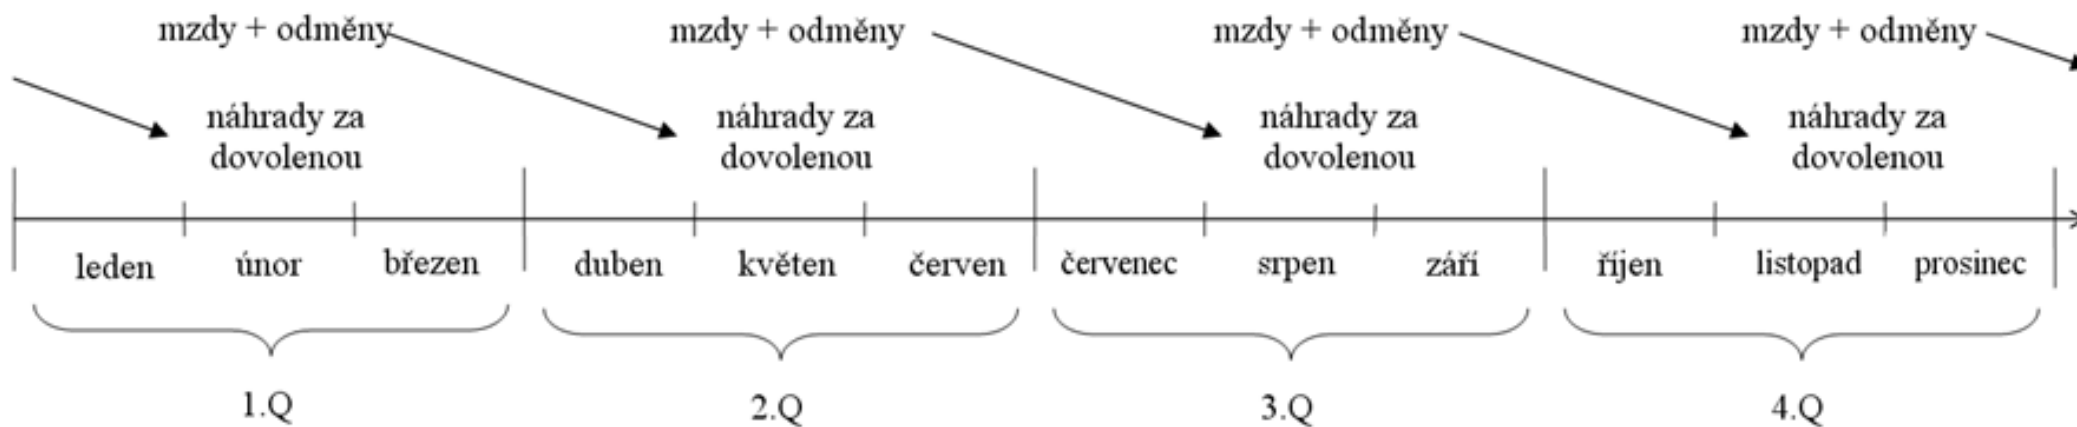 mzdy + odměny mzdy + odměny mzdy + odměny mzdy + odměny
náhrady za náhrady za náhrady za náhrady za
dovolenou dovolenou dovolenou dovolenou
leden únor březen duben květen červen červenec srpen září říjen listopad prosinec
1.Q 2.Q 3.Q 4.Q